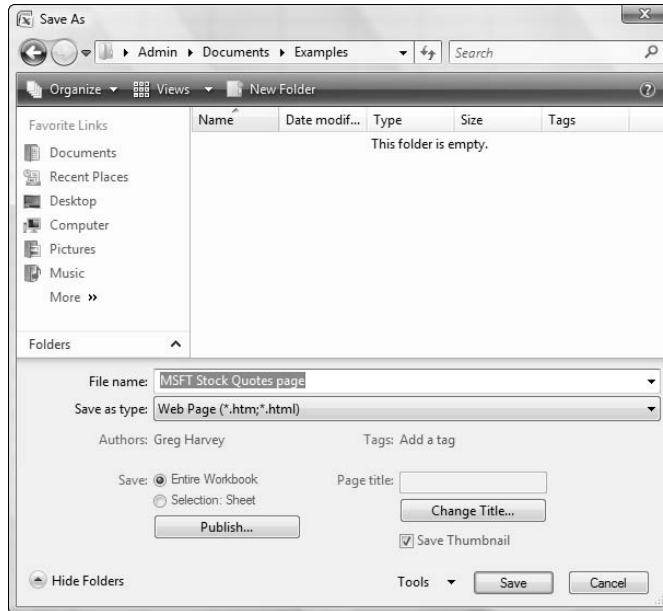 Save As
Admin Documents Examples Search
Organize Views New Folder
Favorite Links
Documents
Recent Places
Desktop
Computer
Pictures
Music
More »
Folders
Name Date modif... Type Size Tags
This folder is empty.
File name: MSFT Stock Quotes page
Save as type: Web Page (*.htm;*.html)
Authors: Greg Harvey Tags: Add a tag
Save: Entire Workbook
Selection: Sheet
Publish...
Page title:
Change Title...
Save Thumbnail
Hide Folders Tools Save Cancel